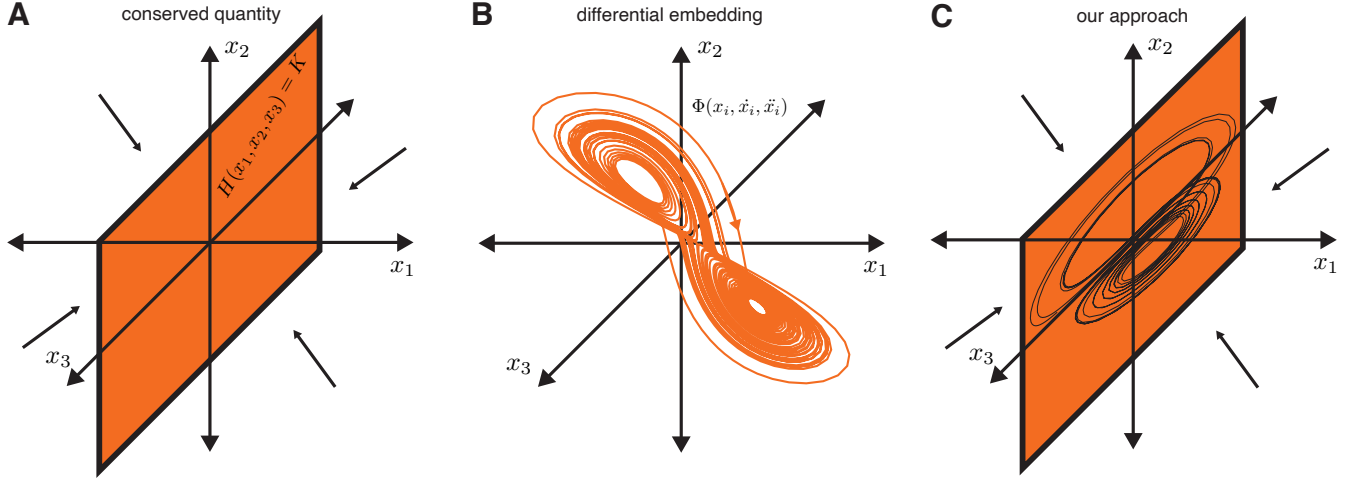 A
conserved quantity
x₂
H(x₁, x₂, x₃) = K
x₁
x₃
B
differential embedding
x₂
Φ(xᵢ, ẋᵢ, ẍᵢ)
x₁
x₃
C
our approach
x₂
x₁
x₃